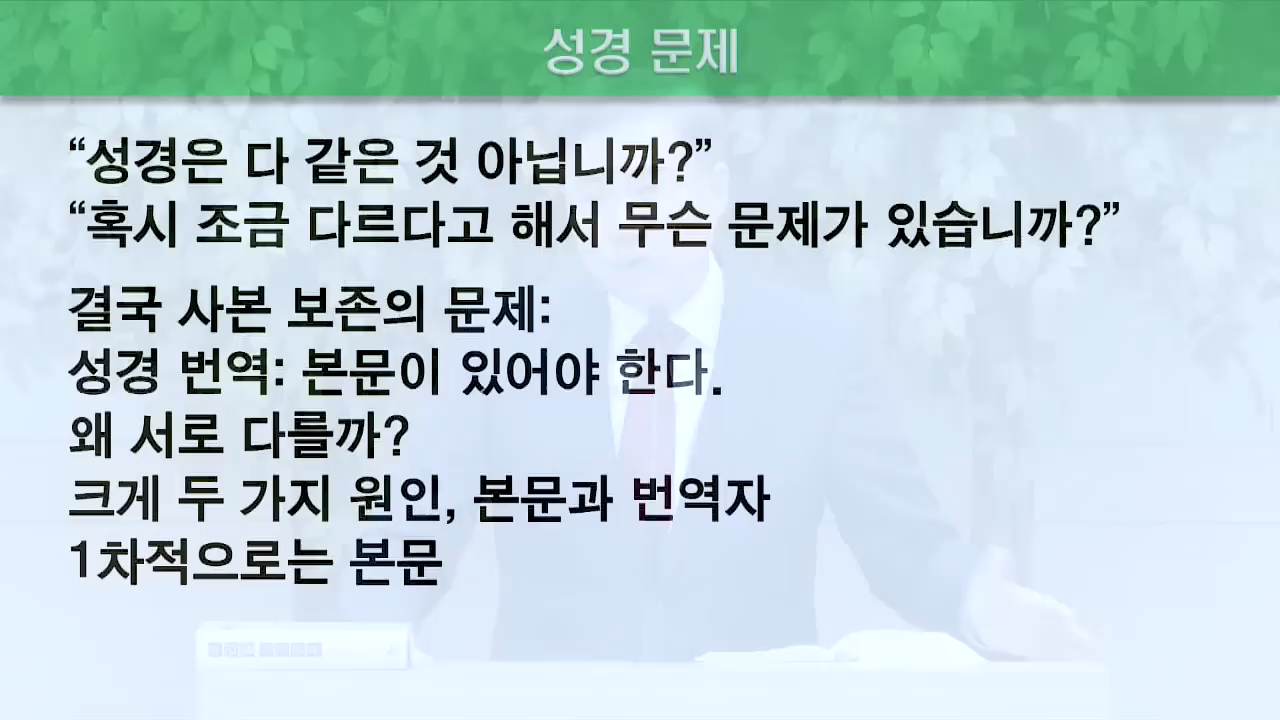 성경 문제
“성경은 다 같은 것 아닙니까?”
“혹시 조금 다르다고 해서 무슨 문제가 있습니까?”
결국 사본 보존의 문제:
성경 번역: 본문이 있어야 한다.
왜 서로 다를까?
크게 두 가지 원인, 본문과 번역자
1차적으로는 본문